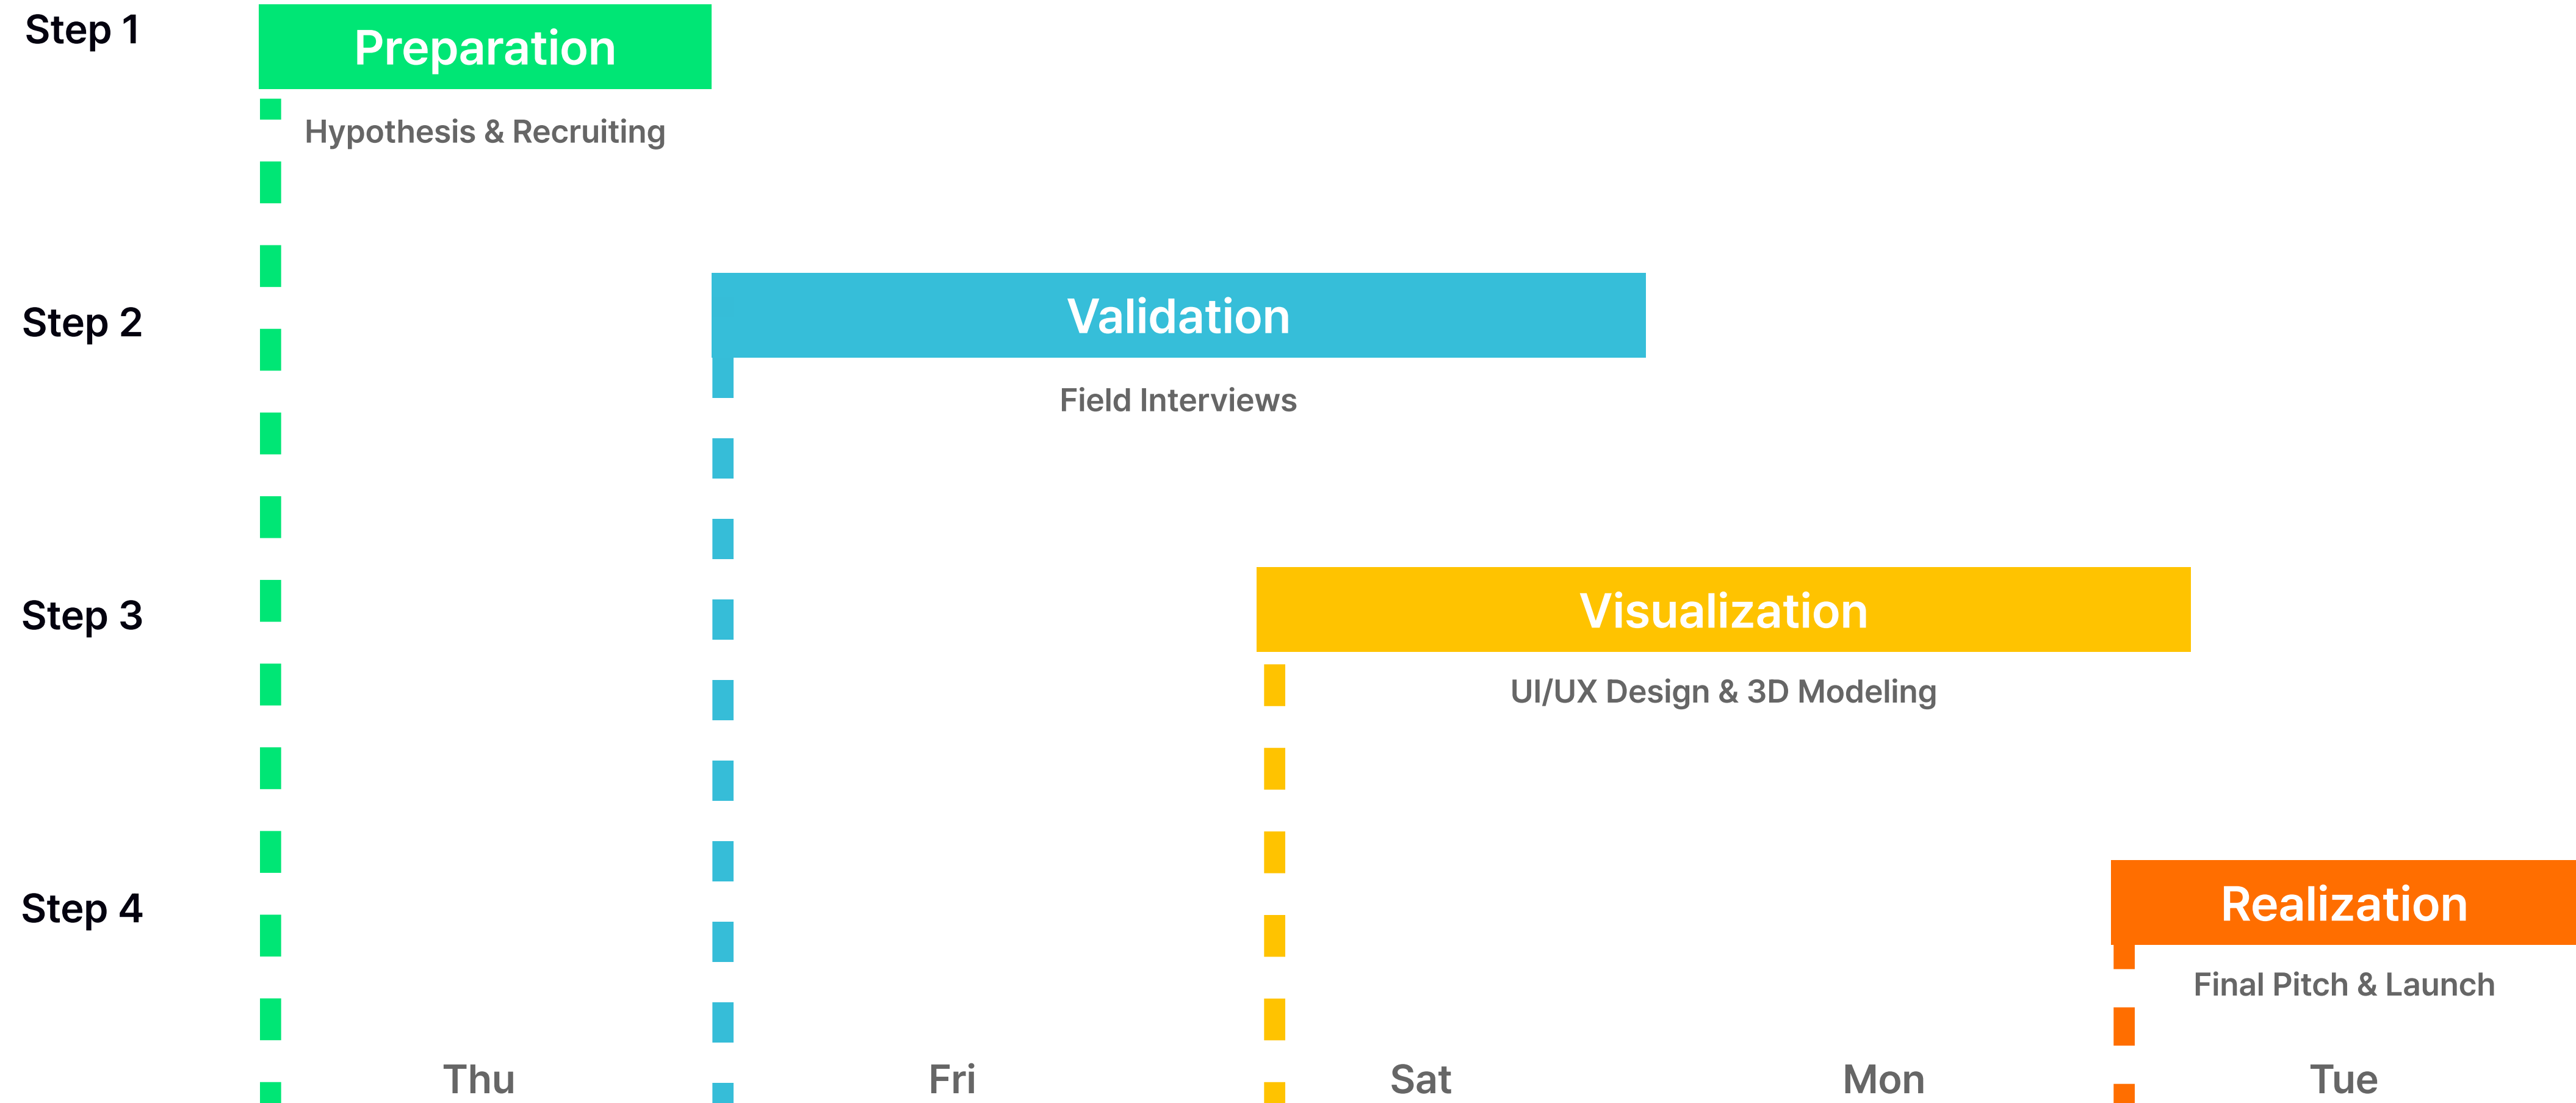 Step 1
Preparation
Hypothesis & Recruiting
Step 2
Validation
Field Interviews
Step 3
Visualization
UI/UX Design & 3D Modeling
Step 4
Realization
Final Pitch & Launch
Thu Fri Sat Mon Tue